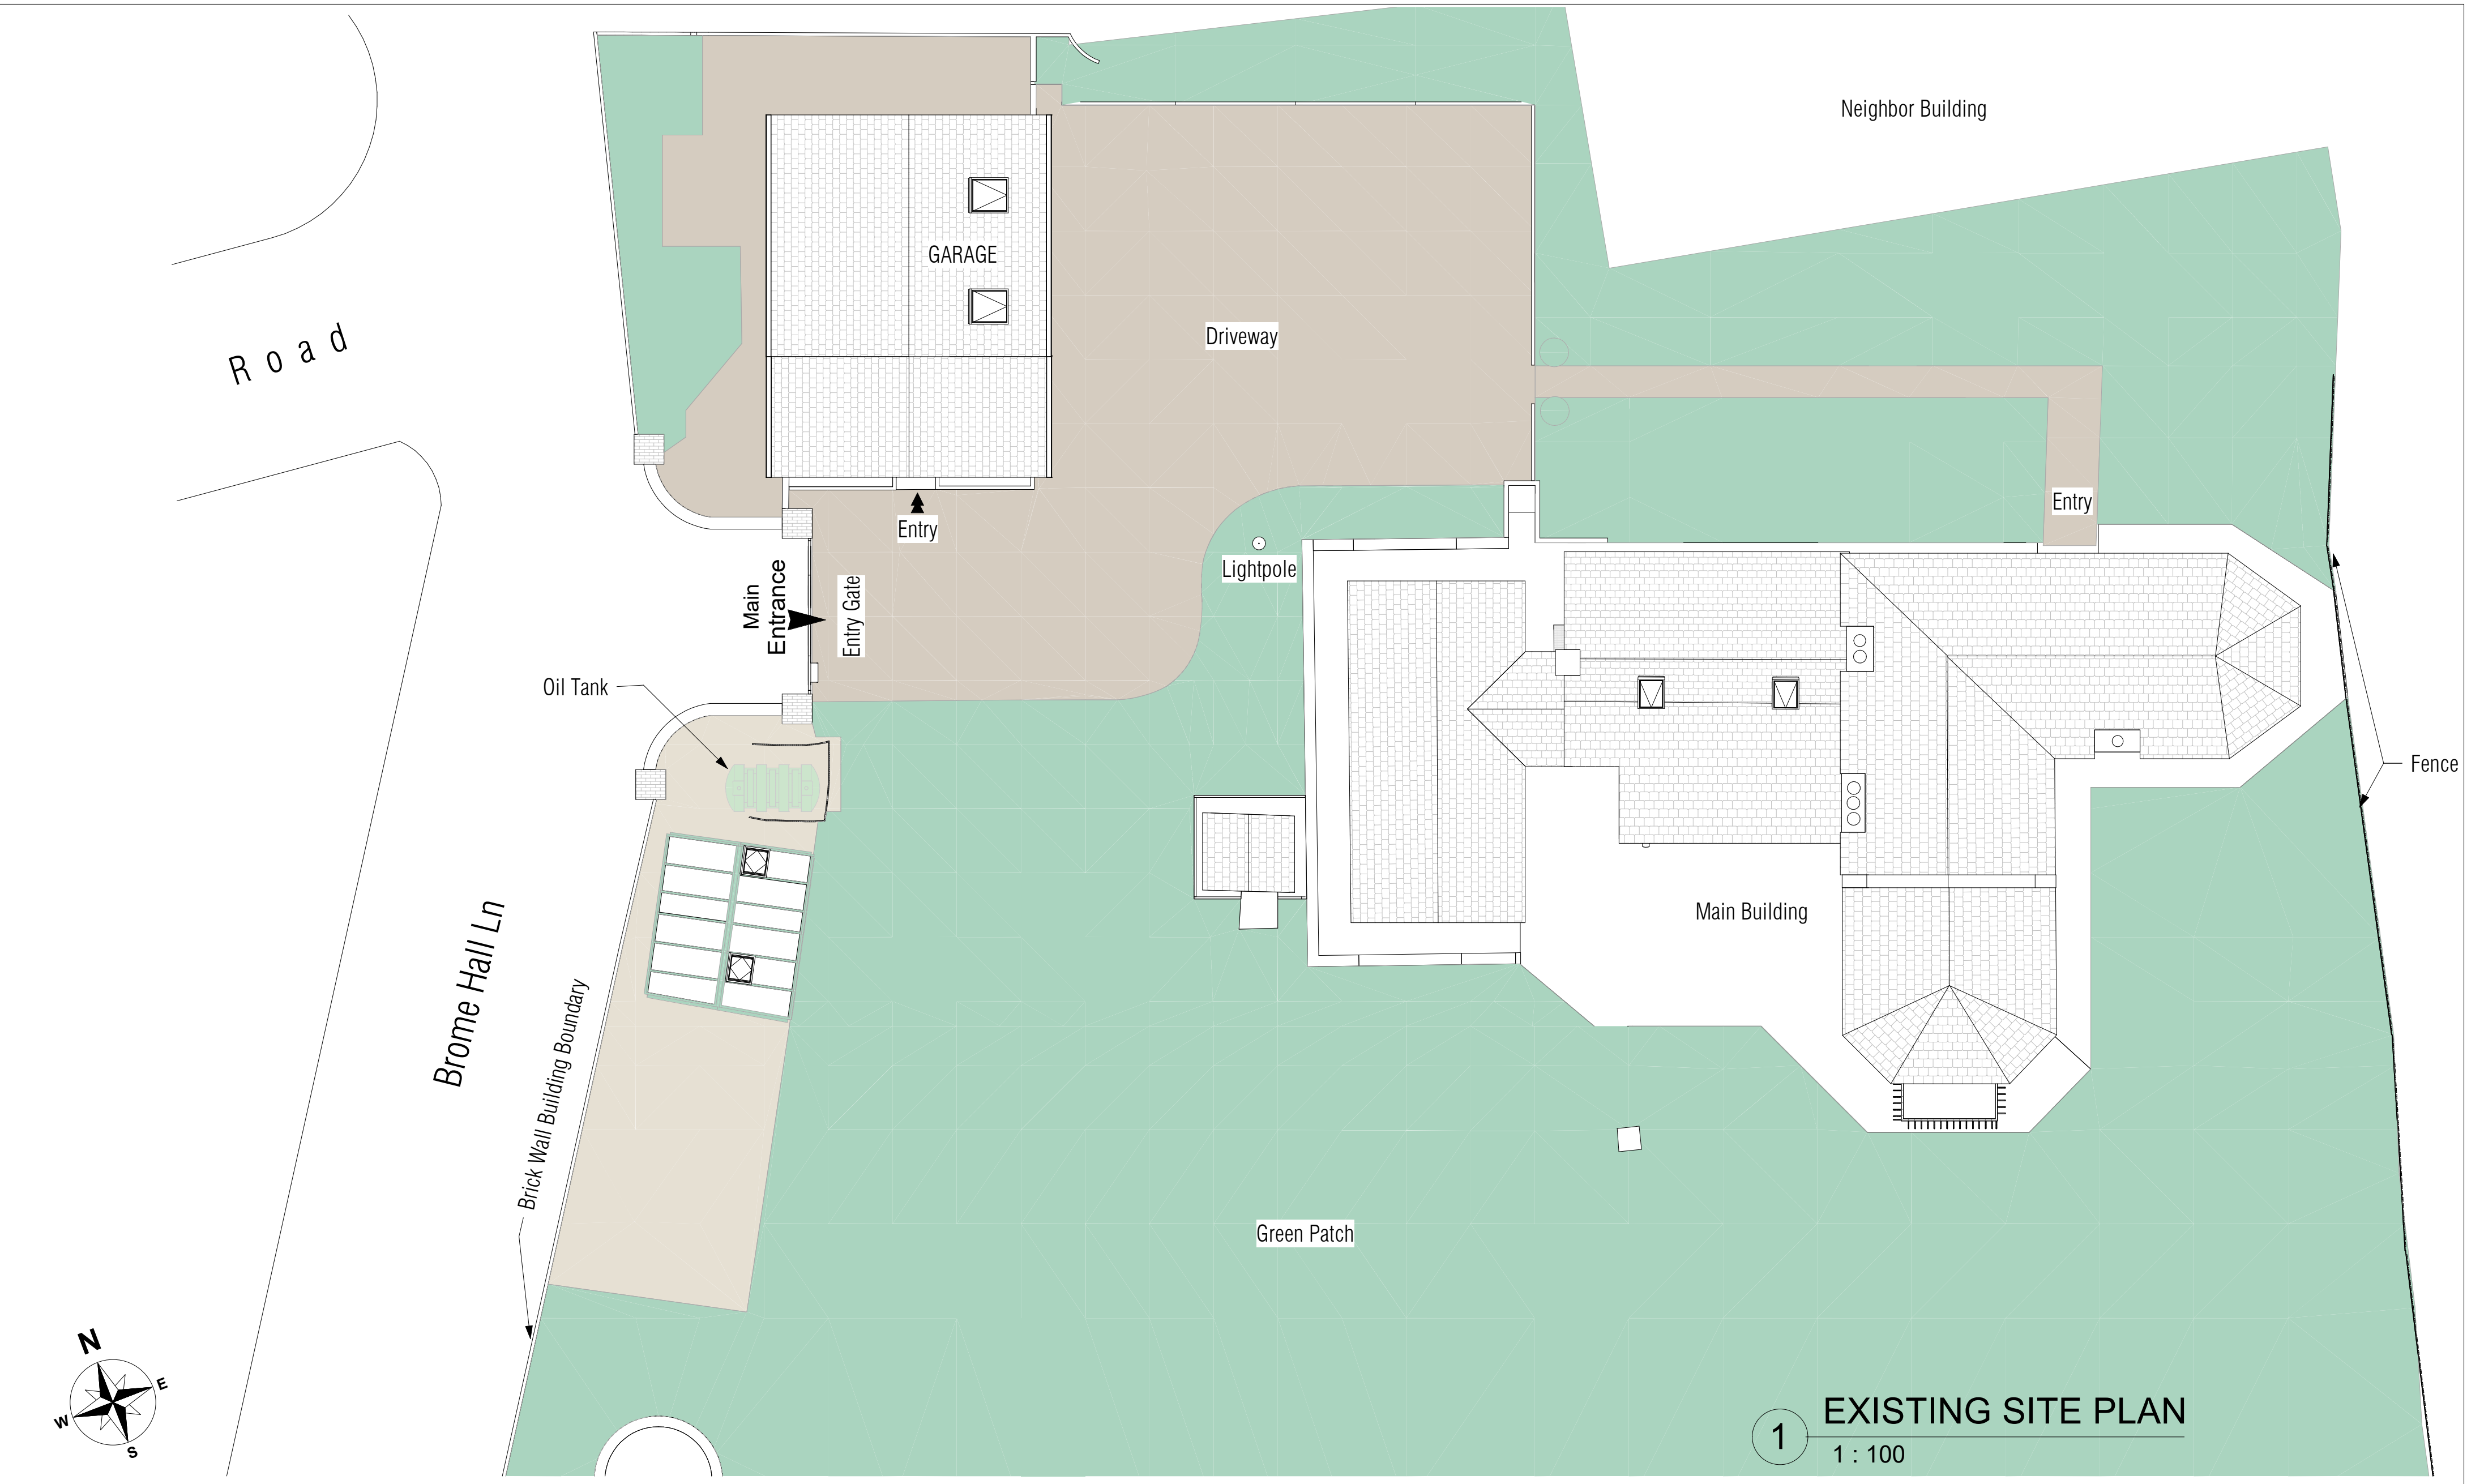 Neighbor Building
GARAGE
Road
Driveway
Entry
Entry
Lightpole
Main
Entrance
Entry Gate
Oil Tank
Fence
Main Building
Brome Hall Ln
Brick Wall Building Boundary
Green Patch
N
E
W
S
1
EXISTING SITE PLAN
1 : 100